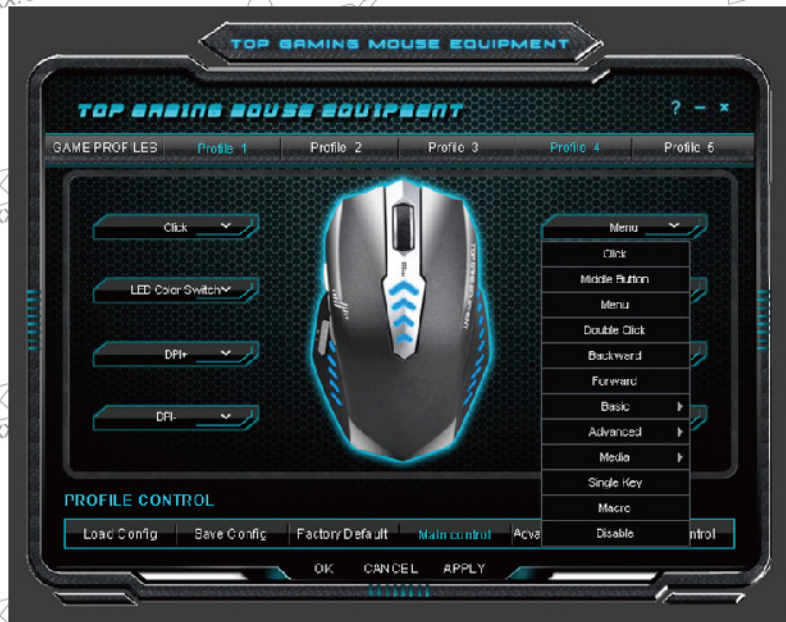 TOP GAMING MOUSE EQUIPMENT
TOP GAMING MOUSE EQUIPMENT
? – ×
GAME PROFILES Profile 1 Profile 2 Profile 3 Profile 4 Profile 5
Click
LED Color Switch
DPI+
DPI-
Menu
Click
Middle Button
Menu
Double Click
Backward
Forward
Basic
Advanced
Media
Single Key
Macro
Disable
PROFILE CONTROL
Load Config Save Config Factory Default Main control Adva ntrol
OK CANCEL APPLY